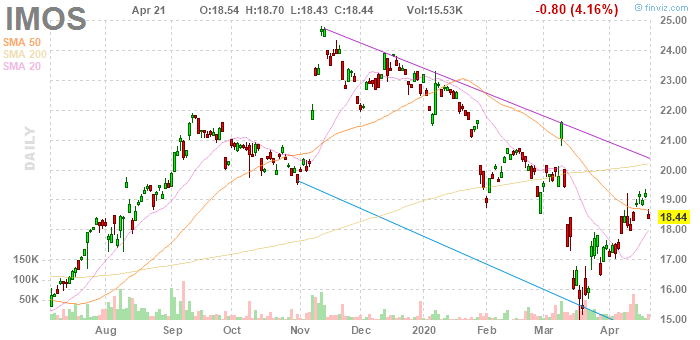 IMOS
Apr 21 O:18.54 H:18.70 L:18.43 C:18.44 Vol:15.53K -0.80 (4.16%)
© finviz.com
SMA 50
SMA 200
SMA 20
DAILY
25.00
24.00
23.00
22.00
21.00
20.00
19.00
18.44
18.00
17.00
16.00
15.00
150K
100K
50K
Aug Sep Oct Nov Dec 2020 Feb Mar Apr